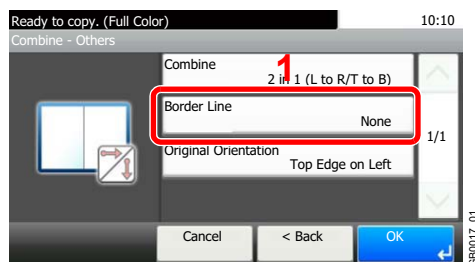 Ready to copy. (Full Color)
10:10
Combine - Others
Combine
1
2 in 1 (L to R/T to B)
Border Line
None
1/1
Original Orientation
Top Edge on Left
Cancel
< Back
OK